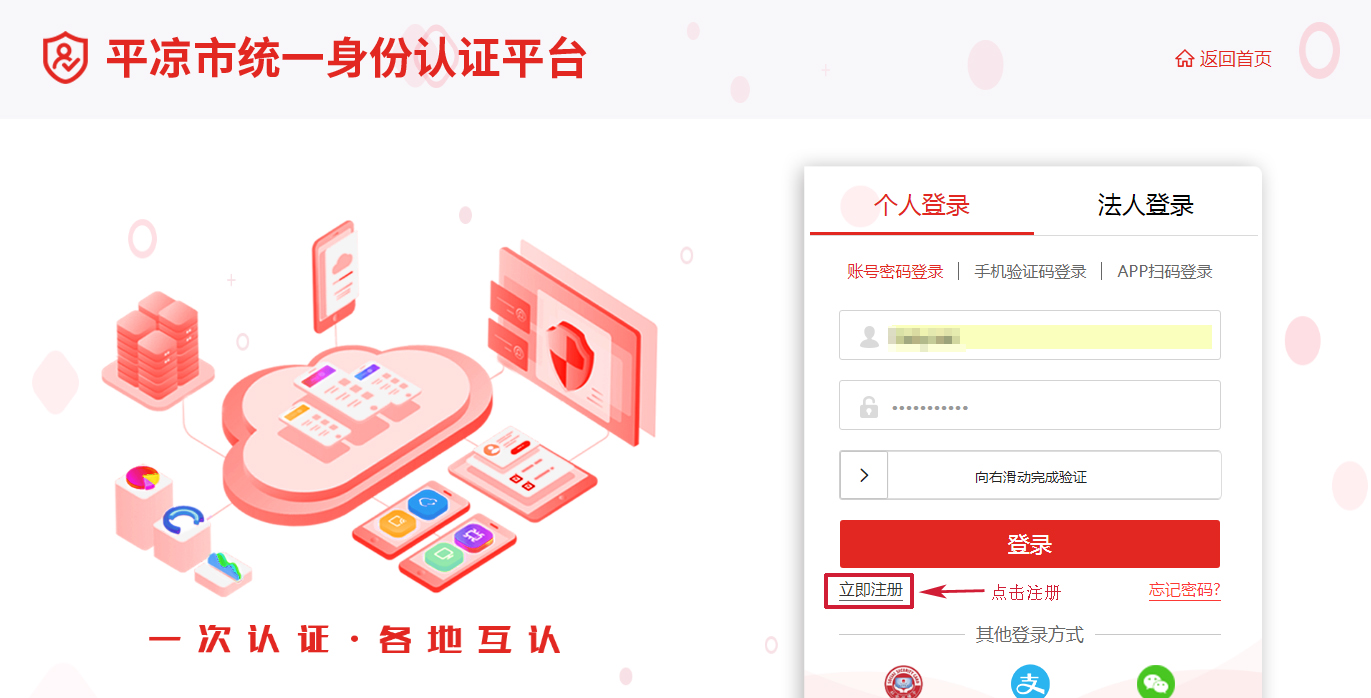 平凉市统一身份认证平台
返回首页
个人登录 法人登录
账号密码登录 | 手机验证码登录 | APP扫码登录
•••••••••••
> 向右滑动完成验证
登录
立即注册 点击注册 忘记密码?
其他登录方式
支
一次认证·各地互认